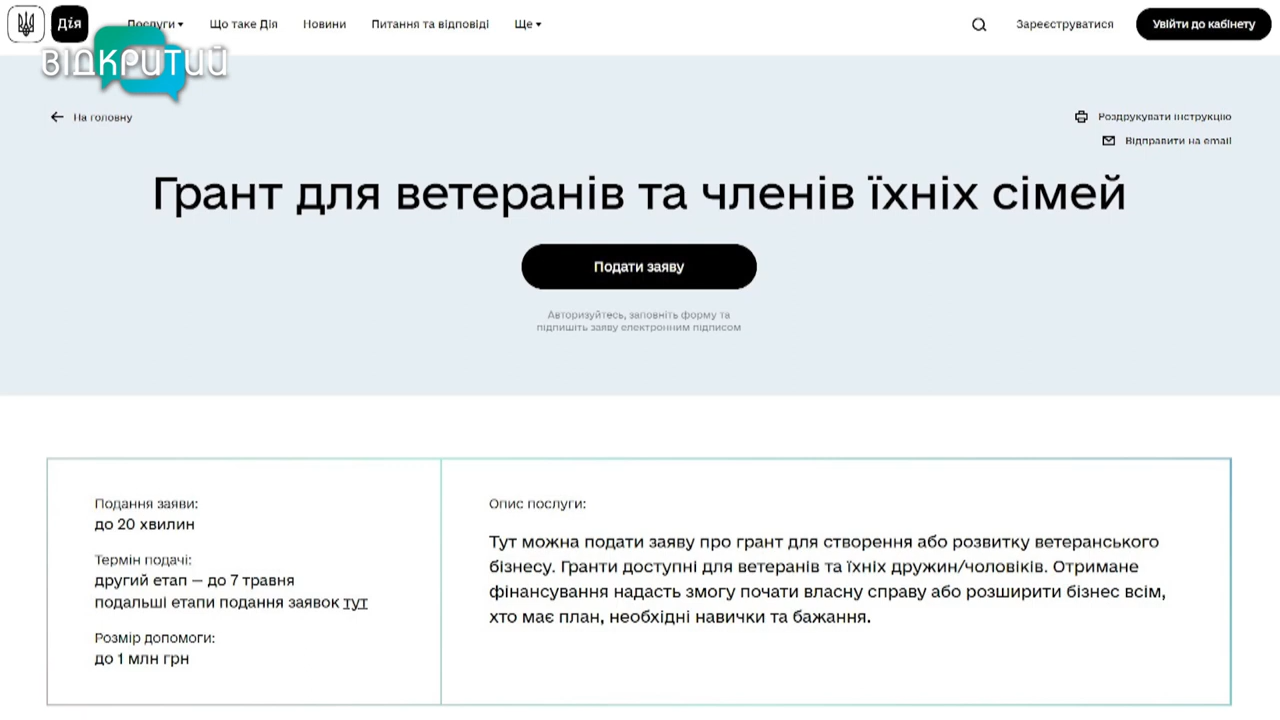 Дія
Послуги
Що таке Дія
Новини
Питання та відповіді
Ще
Зареєструватися
Увійти до кабінету
ВІДКРИТИЙ
На головну
Роздрукувати інструкцію
Відправити на email
Грант для ветеранів та членів їхніх сімей
Подати заяву
Авторизуйтесь, заповніть форму та
підпишіть заяву електронним підписом
Подання заяви:
до 20 хвилин
Термін подачі:
другий етап — до 7 травня
подальші етапи подання заявок тут
Розмір допомоги:
до 1 млн грн
Опис послуги:
Тут можна подати заяву про грант для створення або розвитку ветеранського
бізнесу. Гранти доступні для ветеранів та їхніх дружин/чоловіків. Отримане
фінансування надасть змогу почати власну справу або розширити бізнес всім,
хто має план, необхідні навички та бажання.